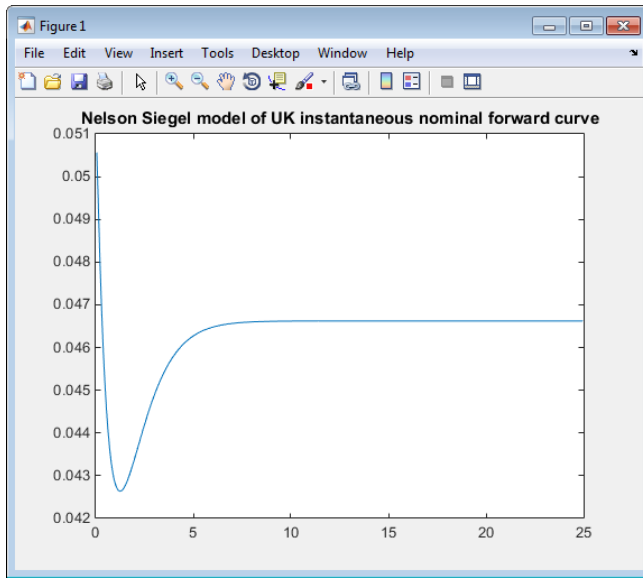 Figure 1
File Edit View Insert Tools Desktop Window Help
Nelson Siegel model of UK instantaneous nominal forward curve
0.051
0.05
0.049
0.048
0.047
0.046
0.045
0.044
0.043
0.042
0 5 10 15 20 25